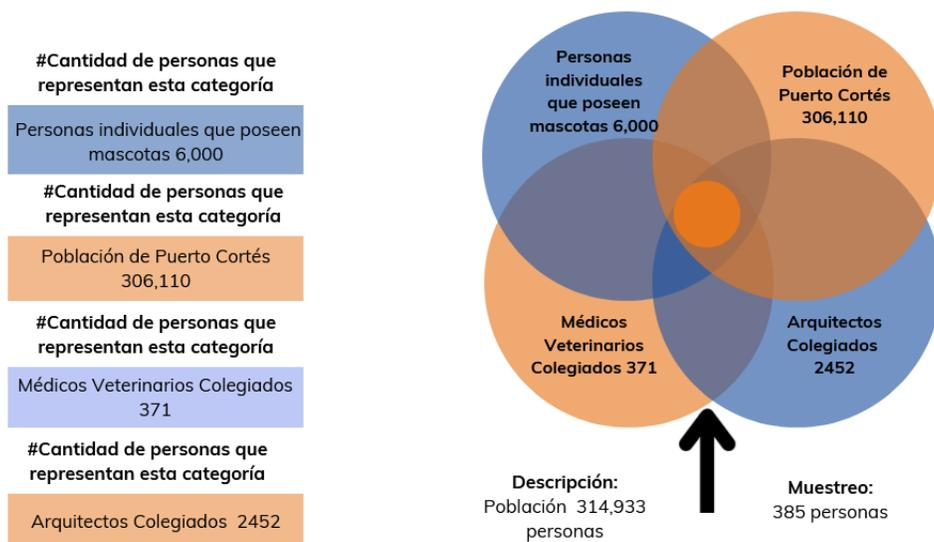 #Cantidad de personas que
representan esta categoría
Personas individuales que poseen
mascotas 6,000
#Cantidad de personas que
representan esta categoría
Población de Puerto Cortés
306,110
#Cantidad de personas que
representan esta categoría
Médicos Veterinarios Colegiados
371
#Cantidad de personas que
representan esta categoría
Arquitectos Colegiados 2452
Personas
individuales
que poseen
mascotas 6,000
Población de
Puerto Cortés
306,110
Médicos
Veterinarios
Colegiados 371
Arquitectos
Colegiados
2452
Descripción:
Población 314,933
personas
Muestreo:
385 personas